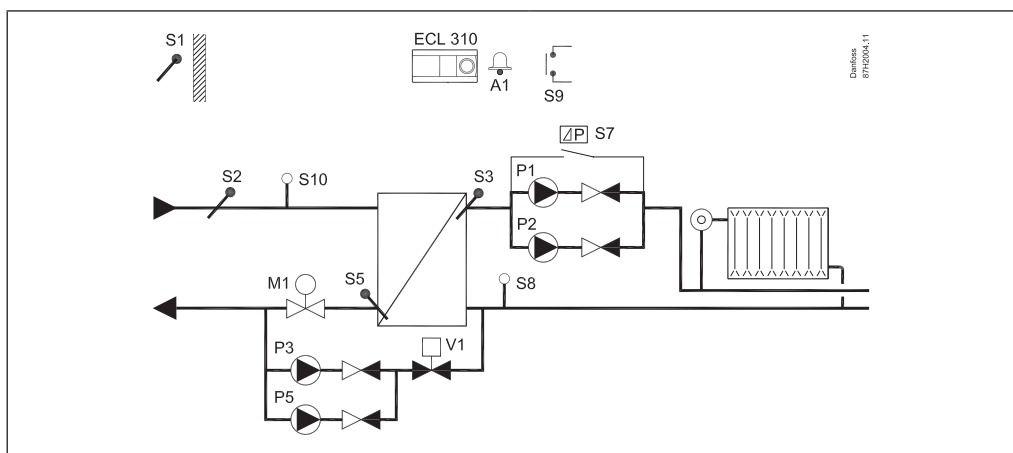 S1
ECL 310
A1
S9
Danfoss
87H2004.11
ΔP S7
P1
S2
S10
S3
P2
M1
S5
S8
P3
V1
P5